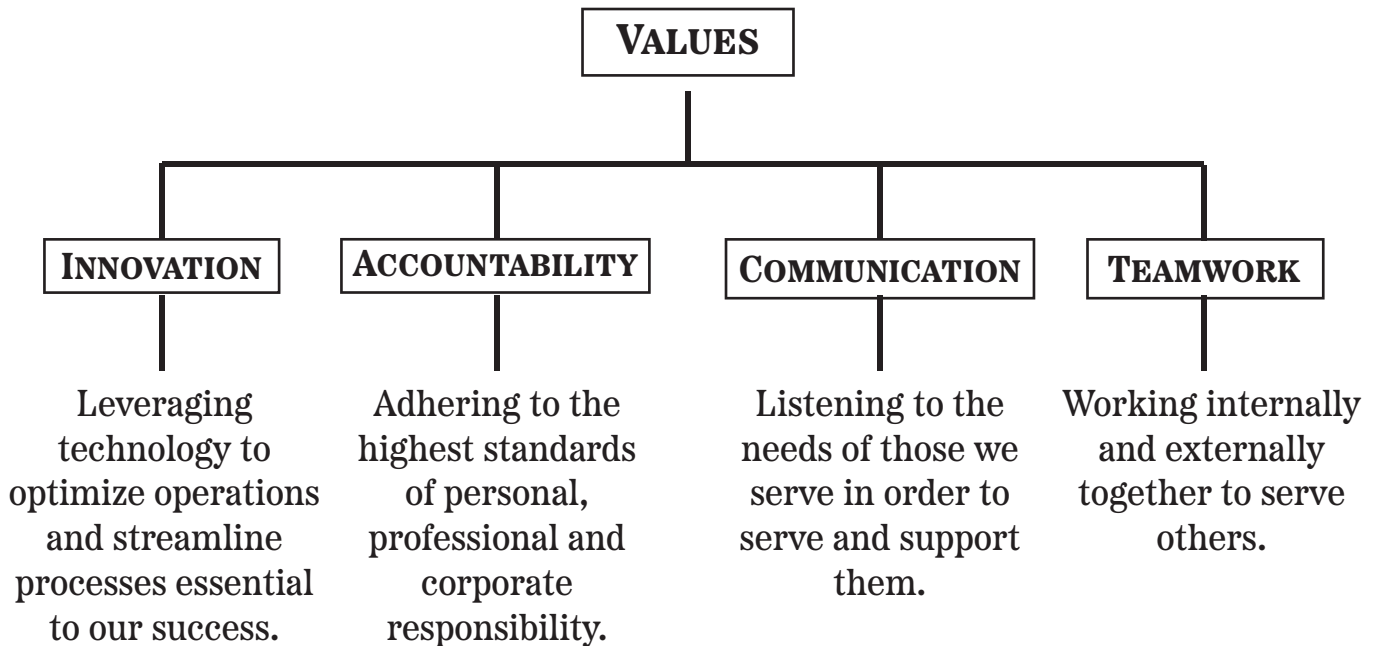 VALUES
INNOVATION
Leveraging
technology to
optimize operations
and streamline
processes essential
to our success.
ACCOUNTABILITY
Adhering to the
highest standards
of personal,
professional and
corporate
responsibility.
COMMUNICATION
Listening to the
needs of those we
serve in order to
serve and support
them.
TEAMWORK
Working internally
and externally
together to serve
others.